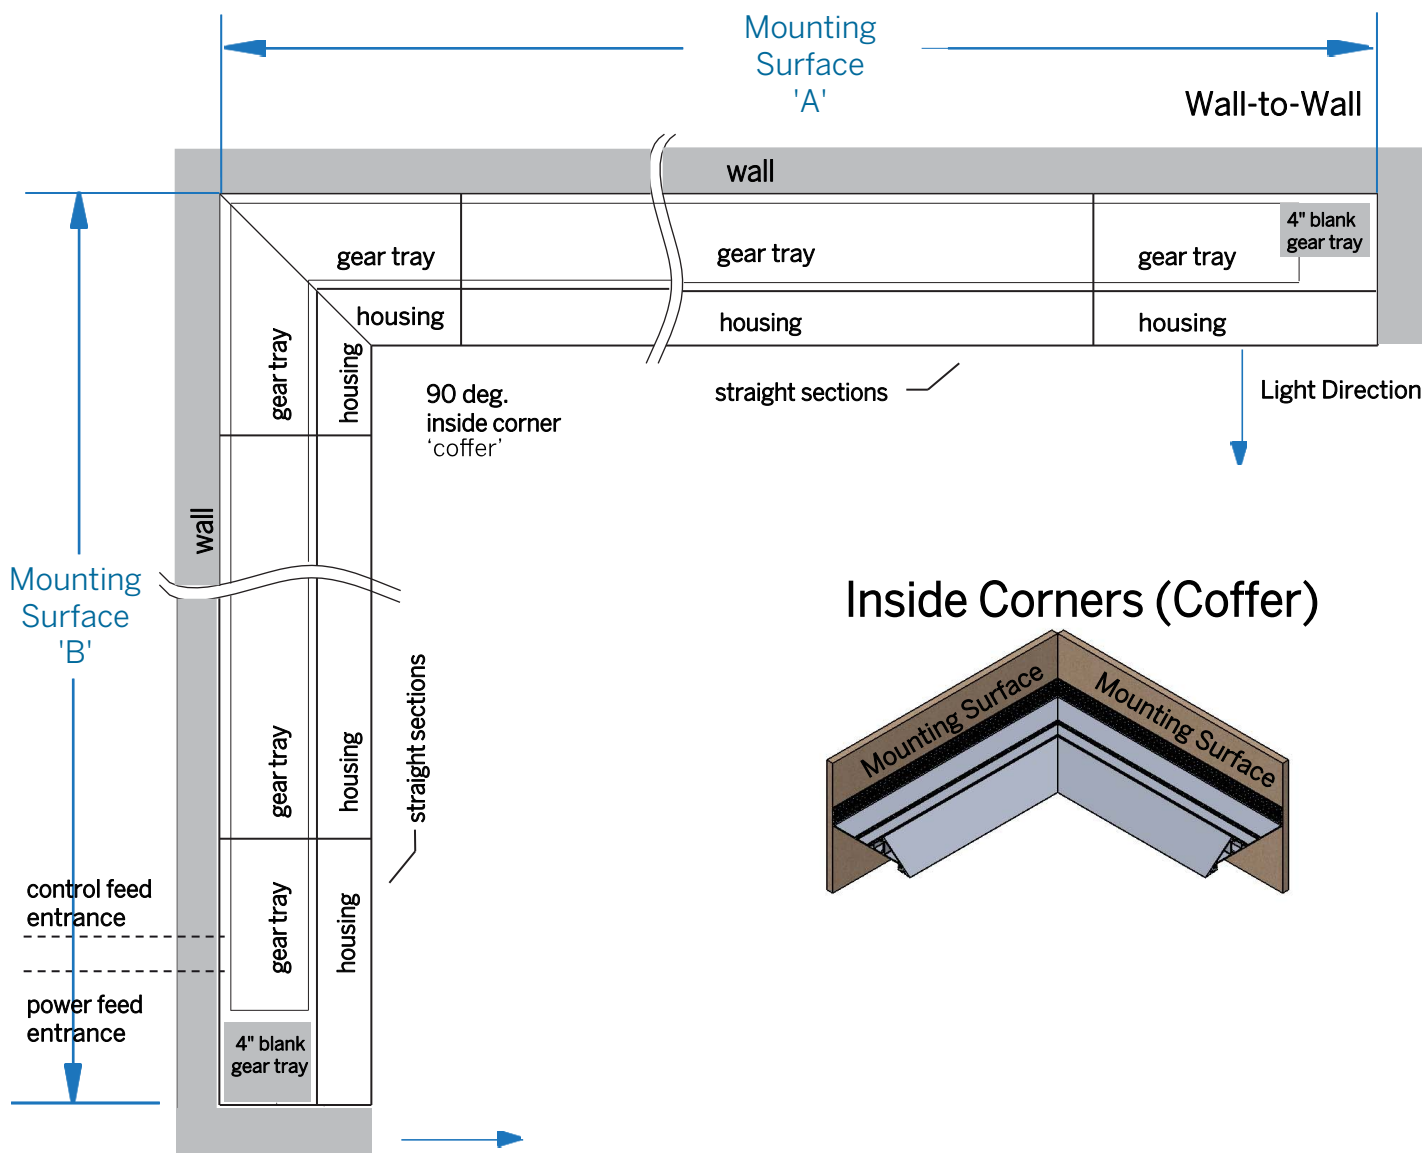 Mounting
Surface
'A'
Wall-to-Wall
wall
4" blank
gear tray
gear tray
gear tray
gear tray
housing
housing
housing
gear tray
housing
90 deg.
inside corner
‘coffer’
straight sections
Light Direction
wall
Mounting
Surface
'B'
Inside Corners (Coffer)
Mounting Surface
Mounting Surface
straight sections
gear tray
housing
control feed
entrance
gear tray
housing
power feed
entrance
4" blank
gear tray